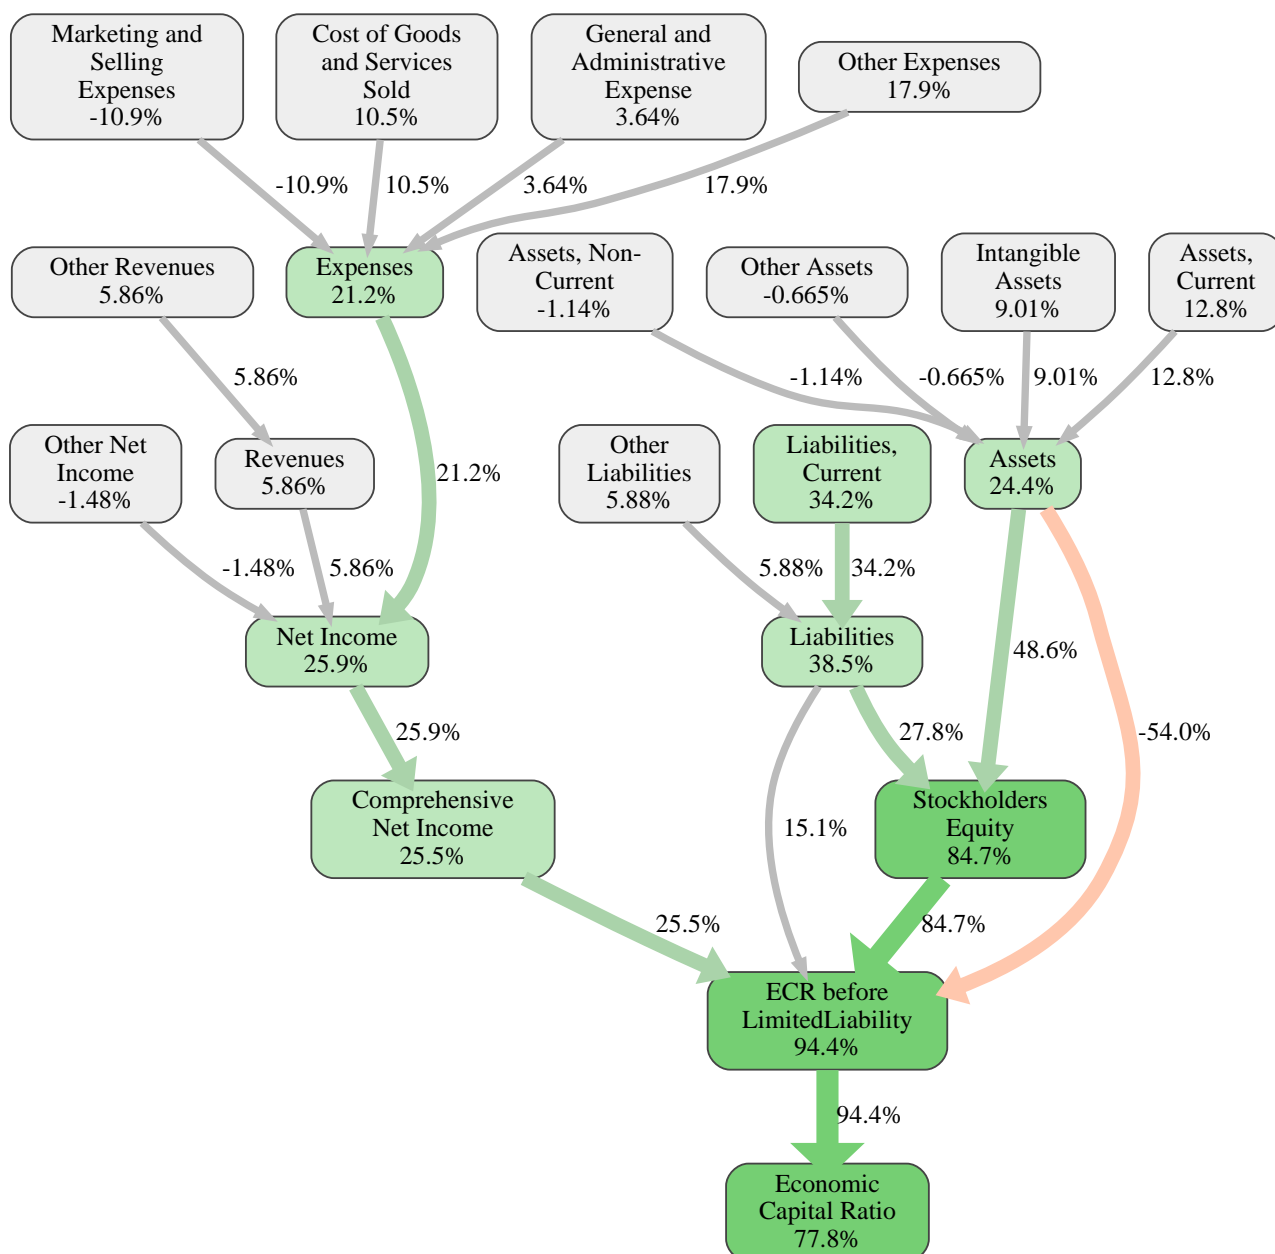 Marketing and
Selling
Expenses
-10.9%
Cost of Goods
and Services
Sold
10.5%
General and
Administrative
Expense
3.64%
Other Expenses
17.9%
-10.9%
10.5%
3.64%
17.9%
Other Revenues
5.86%
Expenses
21.2%
Assets, Non-
Current
-1.14%
Other Assets
-0.665%
Intangible
Assets
9.01%
Assets,
Current
12.8%
5.86%
-1.14%
-0.665%
9.01%
12.8%
Other Net
Income
-1.48%
Revenues
5.86%
21.2%
Other
Liabilities
5.88%
Liabilities,
Current
34.2%
Assets
24.4%
-1.48%
5.86%
5.88%
34.2%
Net Income
25.9%
Liabilities
38.5%
48.6%
25.9%
27.8%
-54.0%
Comprehensive
Net Income
25.5%
15.1%
Stockholders
Equity
84.7%
25.5%
84.7%
ECR before
LimitedLiability
94.4%
94.4%
Economic
Capital Ratio
77.8%